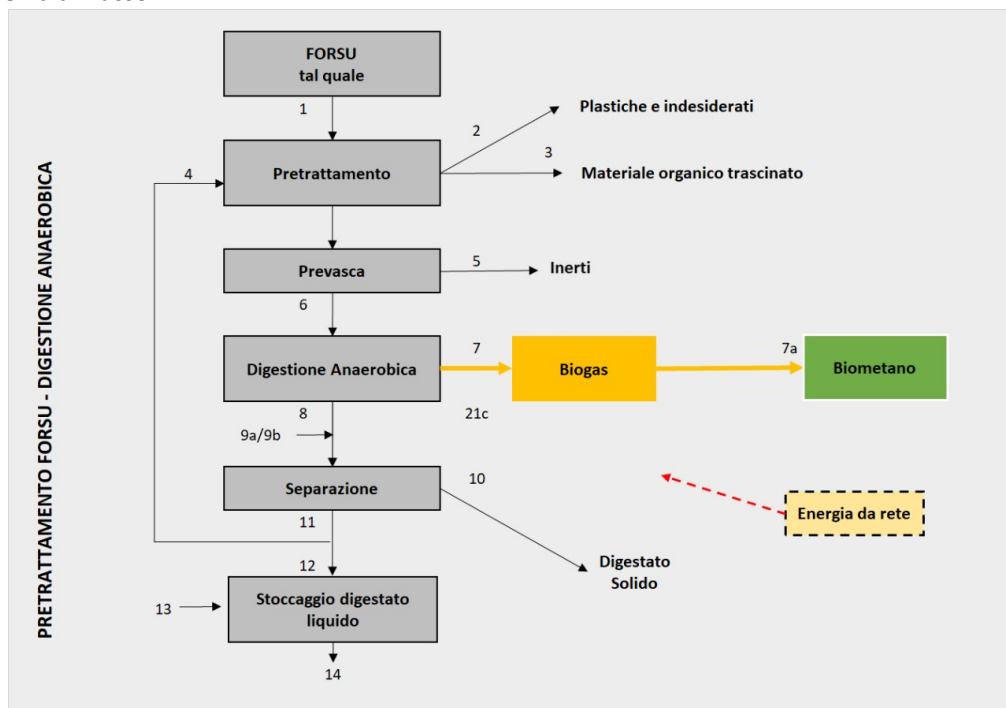 FORSU
tal quale
1
Plastiche e indesiderati
2
3
4
Pretrattamento
Materiale organico trascinato
Prevasca
5
Inerti
6
7
7a
Digestione Anaerobica
Biogas
Biometano
8
21c
9a/9b
Separazione
10
Energia da rete
11
12
Digestato
Solido
Stoccaggio digestato
liquido
13
14
PRETRATTAMENTO FORSU - DIGESTIONE ANAEROBICA